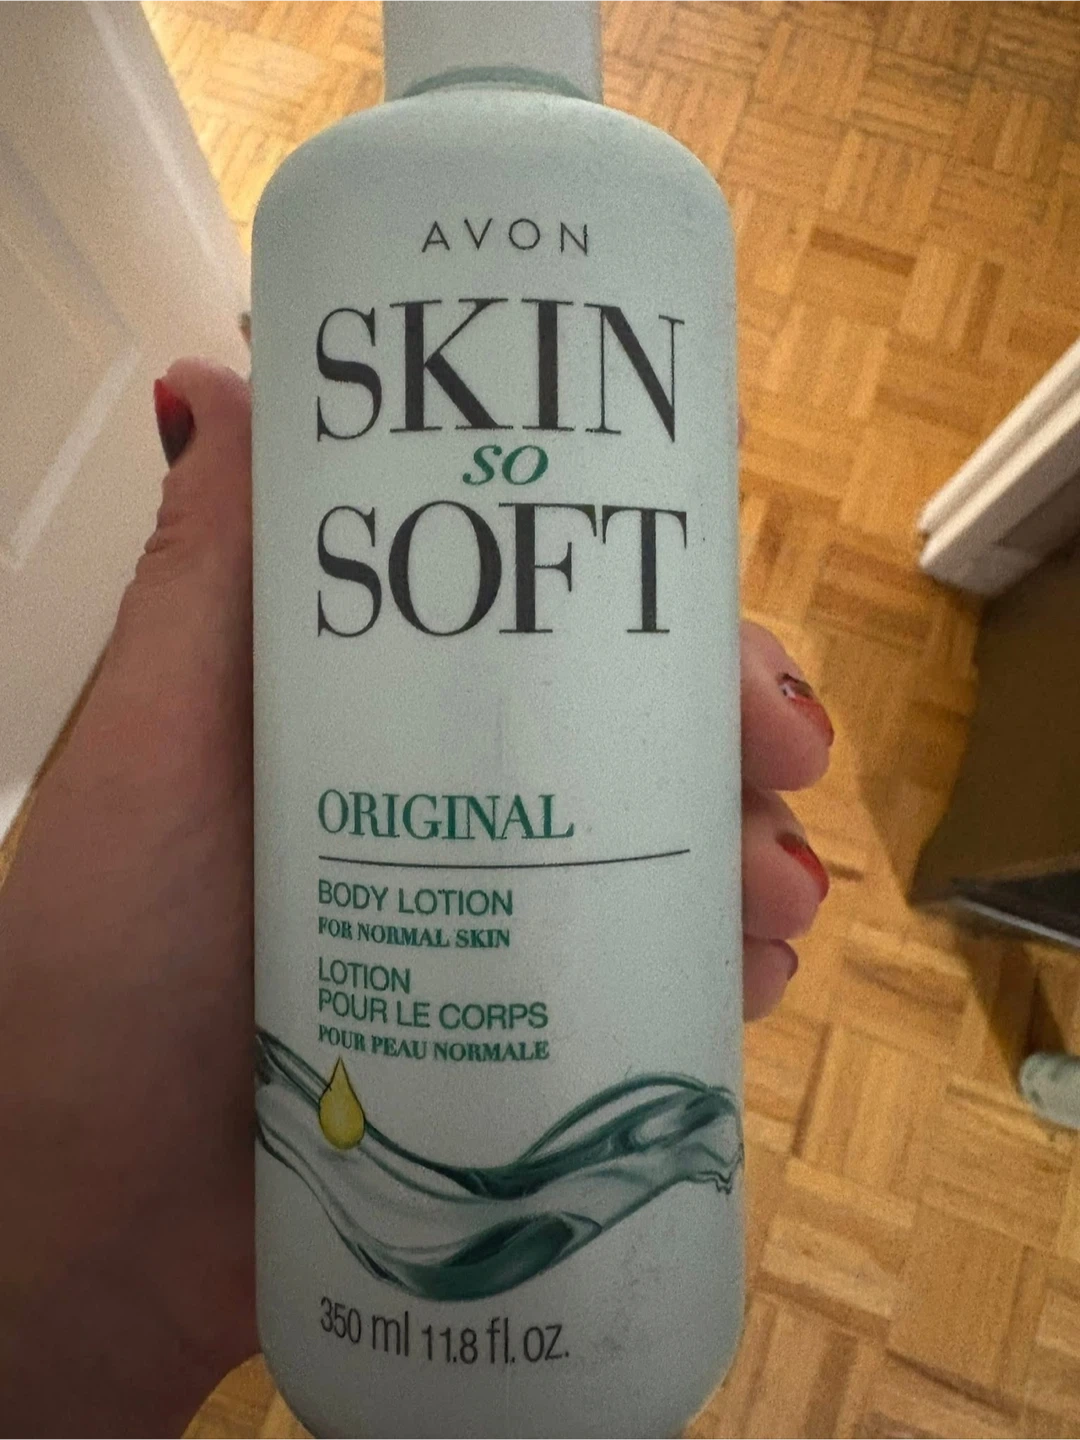 AVON
SKIN
so
SOFT
ORIGINAL
BODY LOTION
FOR NORMAL SKIN
LOTION
POUR LE CORPS
POUR PEAU NORMALE
350 ml 11.8 fl. oz.